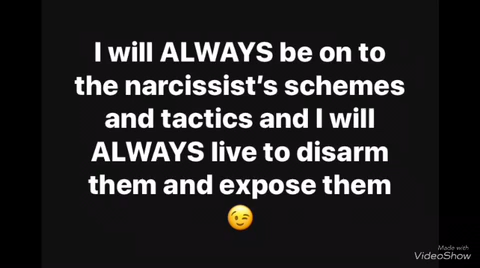 I will ALWAYS be on to
the narcissist’s schemes
and tactics and I will
ALWAYS live to disarm
them and expose them
😉
Made with
VideoShow